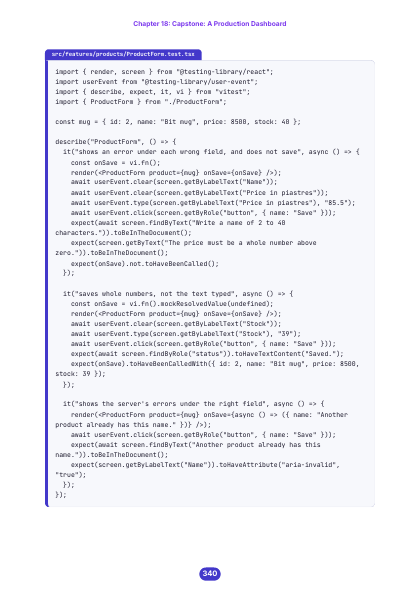 Chapter 18: Capstone: A Production Dashboard
src/features/products/ProductForm.test.tsx
import { render, screen } from "@testing-library/react";
import userEvent from "@testing-library/user-event";
import { describe, expect, it, vi } from "vitest";
import { ProductForm } from "./ProductForm";
const mug = { id: 2, name: "Bit mug", price: 8500, stock: 40 };
describe("ProductForm", () => {
it("shows an error under each wrong field, and does not save", async () => {
const onSave = vi.fn();
render(<ProductForm product={mug} onSave={onSave} />);
await userEvent.clear(screen.getByLabelText("Name"));
await userEvent.clear(screen.getByLabelText("Price in piastres"));
await userEvent.type(screen.getByLabelText("Price in piastres"), "85.5");
await userEvent.click(screen.getByRole("button", { name: "Save" }));
expect(await screen.findByText("Write a name of 2 to 40
characters.")).toBeInTheDocument();
expect(screen.getByText("The price must be a whole number above
zero.")).toBeInTheDocument();
expect(onSave).not.toHaveBeenCalled();
});
it("saves whole numbers, not the text typed", async () => {
const onSave = vi.fn().mockResolvedValue(undefined);
render(<ProductForm product={mug} onSave={onSave} />);
await userEvent.clear(screen.getByLabelText("Stock"));
await userEvent.type(screen.getByLabelText("Stock"), "39");
await userEvent.click(screen.getByRole("button", { name: "Save" }));
expect(await screen.findByRole("status")).toHaveTextContent("Saved.");
expect(onSave).toHaveBeenCalledWith({ id: 2, name: "Bit mug", price: 8500,
stock: 39 });
});
it("shows the server's errors under the right field", async () => {
render(<ProductForm product={mug} onSave={async () => ({ name: "Another
product already has this name." })} />);
await userEvent.click(screen.getByRole("button", { name: "Save" }));
expect(await screen.findByText("Another product already has this
name.")).toBeInTheDocument();
expect(screen.getByLabelText("Name")).toHaveAttribute("aria-invalid",
"true");
});
});
340